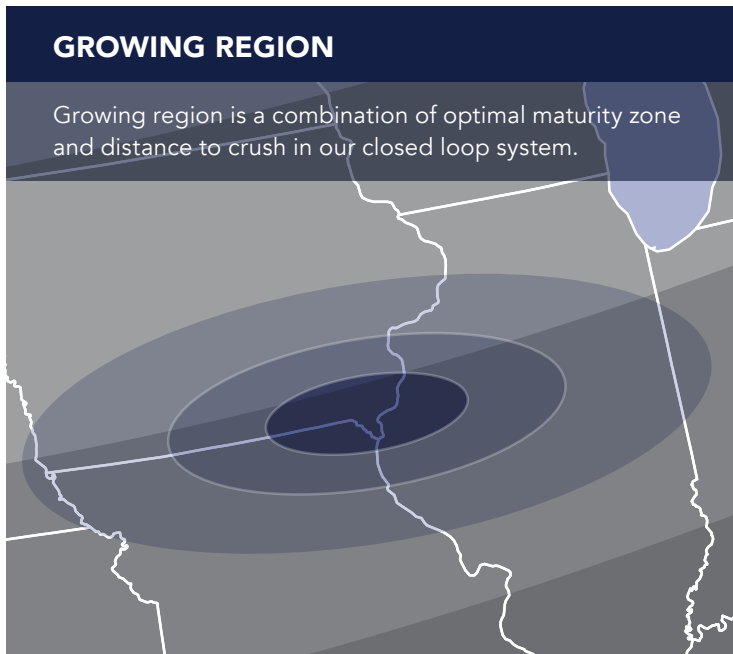 GROWING REGION
Growing region is a combination of optimal maturity zone
and distance to crush in our closed loop system.